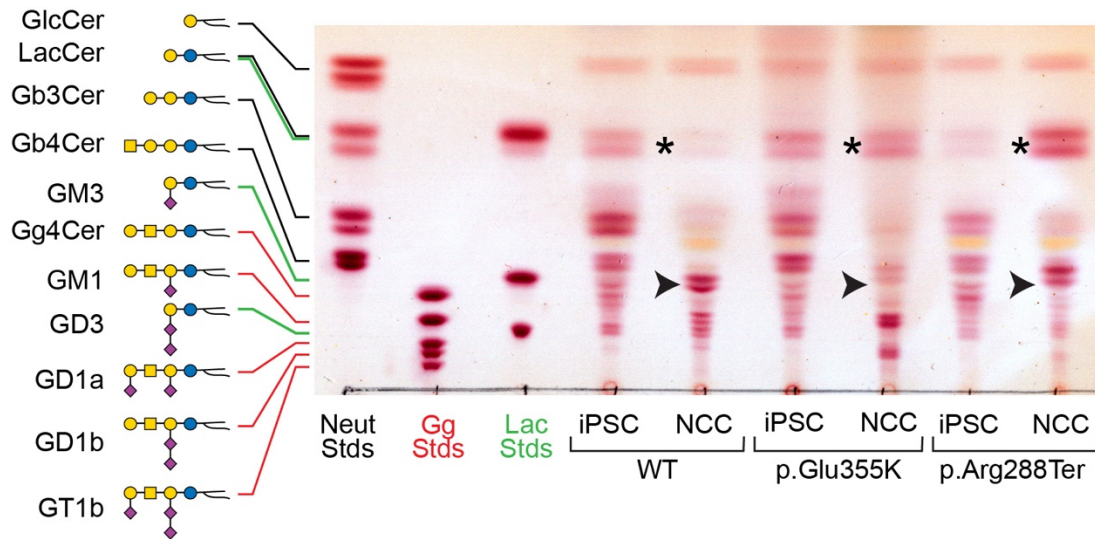 GlcCer
LacCer
Gb3Cer
Gb4Cer
GM3
Gg4Cer
GM1
GD3
GD1a
GD1b
GT1b
* * *
Neut Stds
Gg Stds
Lac Stds
iPSC NCC iPSC NCC iPSC NCC
WT p.Glu355K p.Arg288Ter